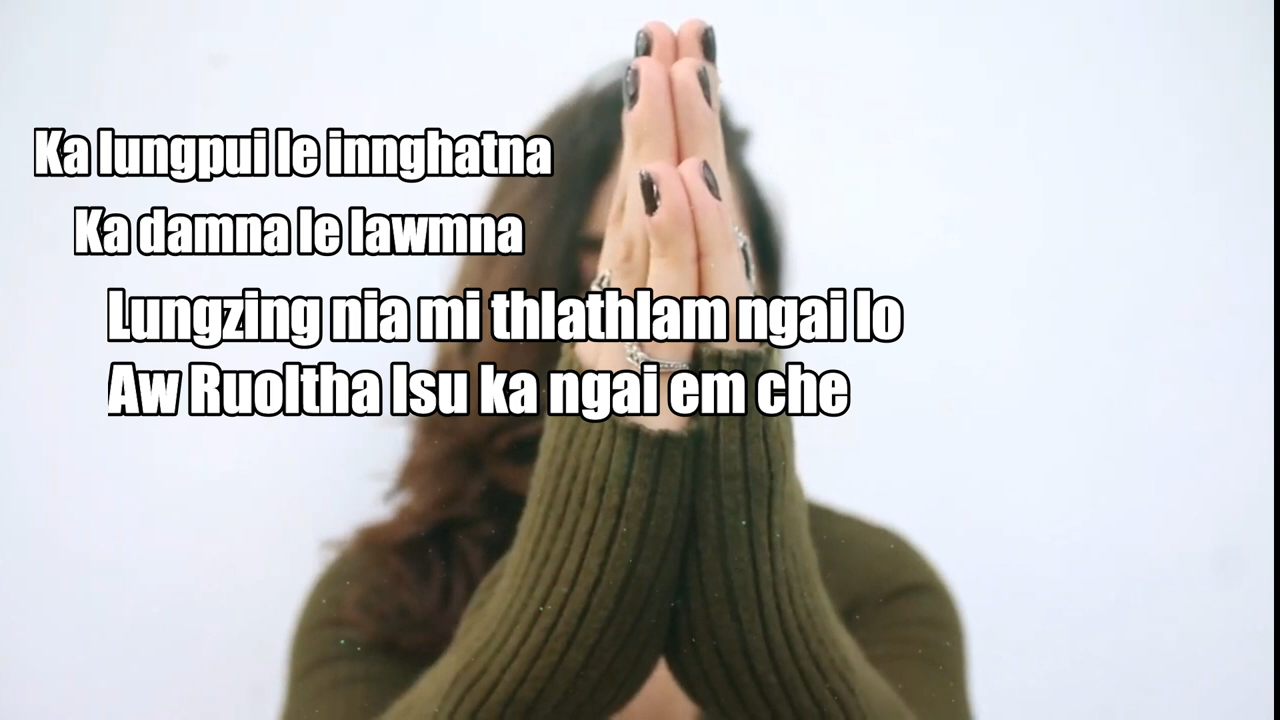 Ka lungpui le innghatna
Ka damna le lawmna
Lungzing nia mi thlathlam ngai lo
Aw Ruoltha Isu ka ngai em che